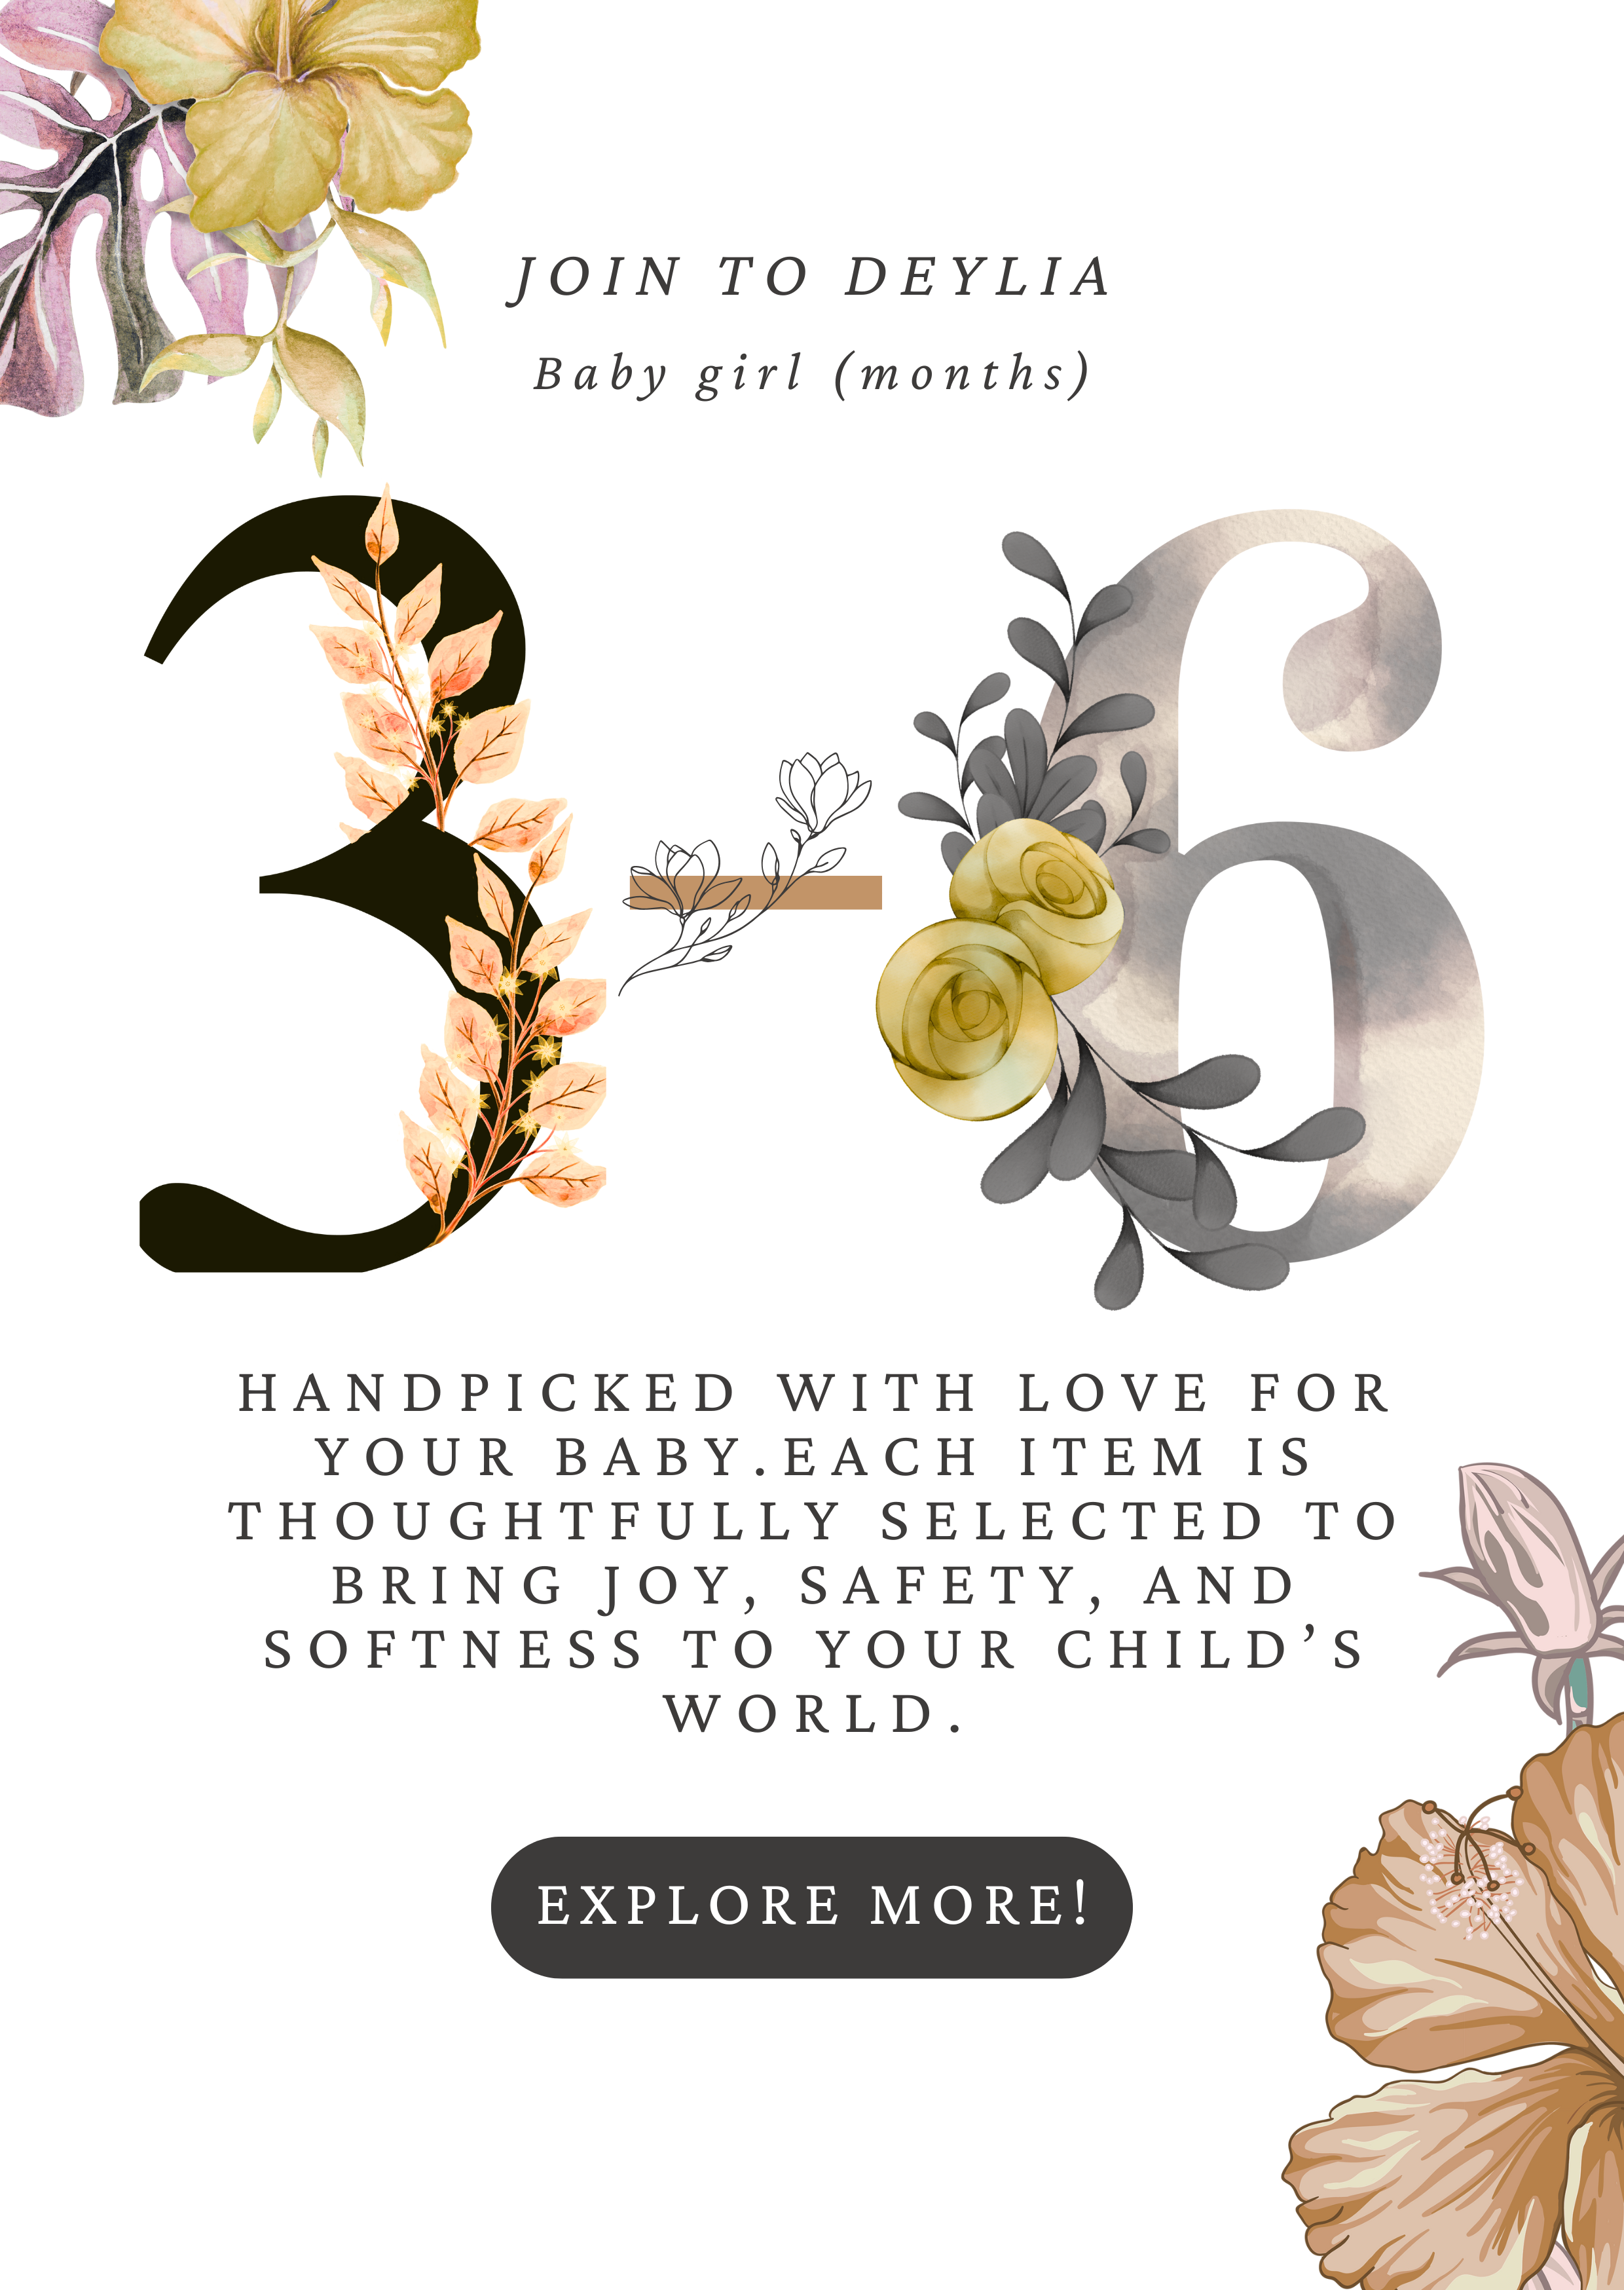 JOIN TO DEYLIA
Baby girl (months)
3 - 6
HANDPICKED WITH LOVE FOR
YOUR BABY.EACH ITEM IS
THOUGHTFULLY SELECTED TO
BRING JOY, SAFETY, AND
SOFTNESS TO YOUR CHILD’S
WORLD.
EXPLORE MORE!